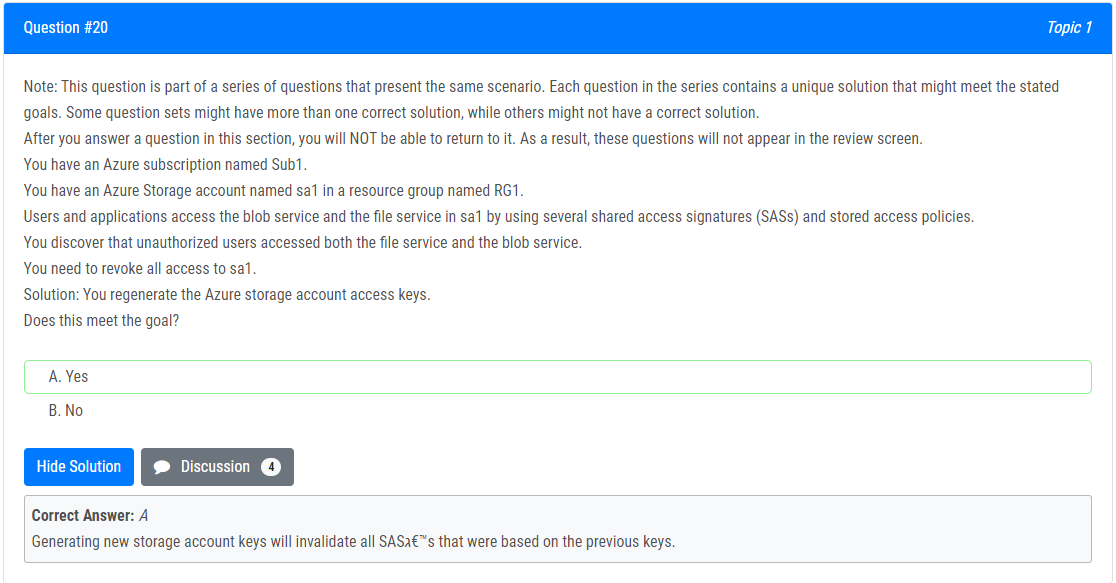 Question #20
Topic 1
Note: This question is part of a series of questions that present the same scenario. Each question in the series contains a unique solution that might meet the stated
goals. Some question sets might have more than one correct solution, while others might not have a correct solution.
After you answer a question in this section, you will NOT be able to return to it. As a result, these questions will not appear in the review screen.
You have an Azure subscription named Sub1.
You have an Azure Storage account named sa1 in a resource group named RG1.
Users and applications access the blob service and the file service in sa1 by using several shared access signatures (SASs) and stored access policies.
You discover that unauthorized users accessed both the file service and the blob service.
You need to revoke all access to sa1.
Solution: You regenerate the Azure storage account access keys.
Does this meet the goal?
A. Yes
B. No
Hide Solution
Discussion 4
Correct Answer: A
Generating new storage account keys will invalidate all SASג€™s that were based on the previous keys.